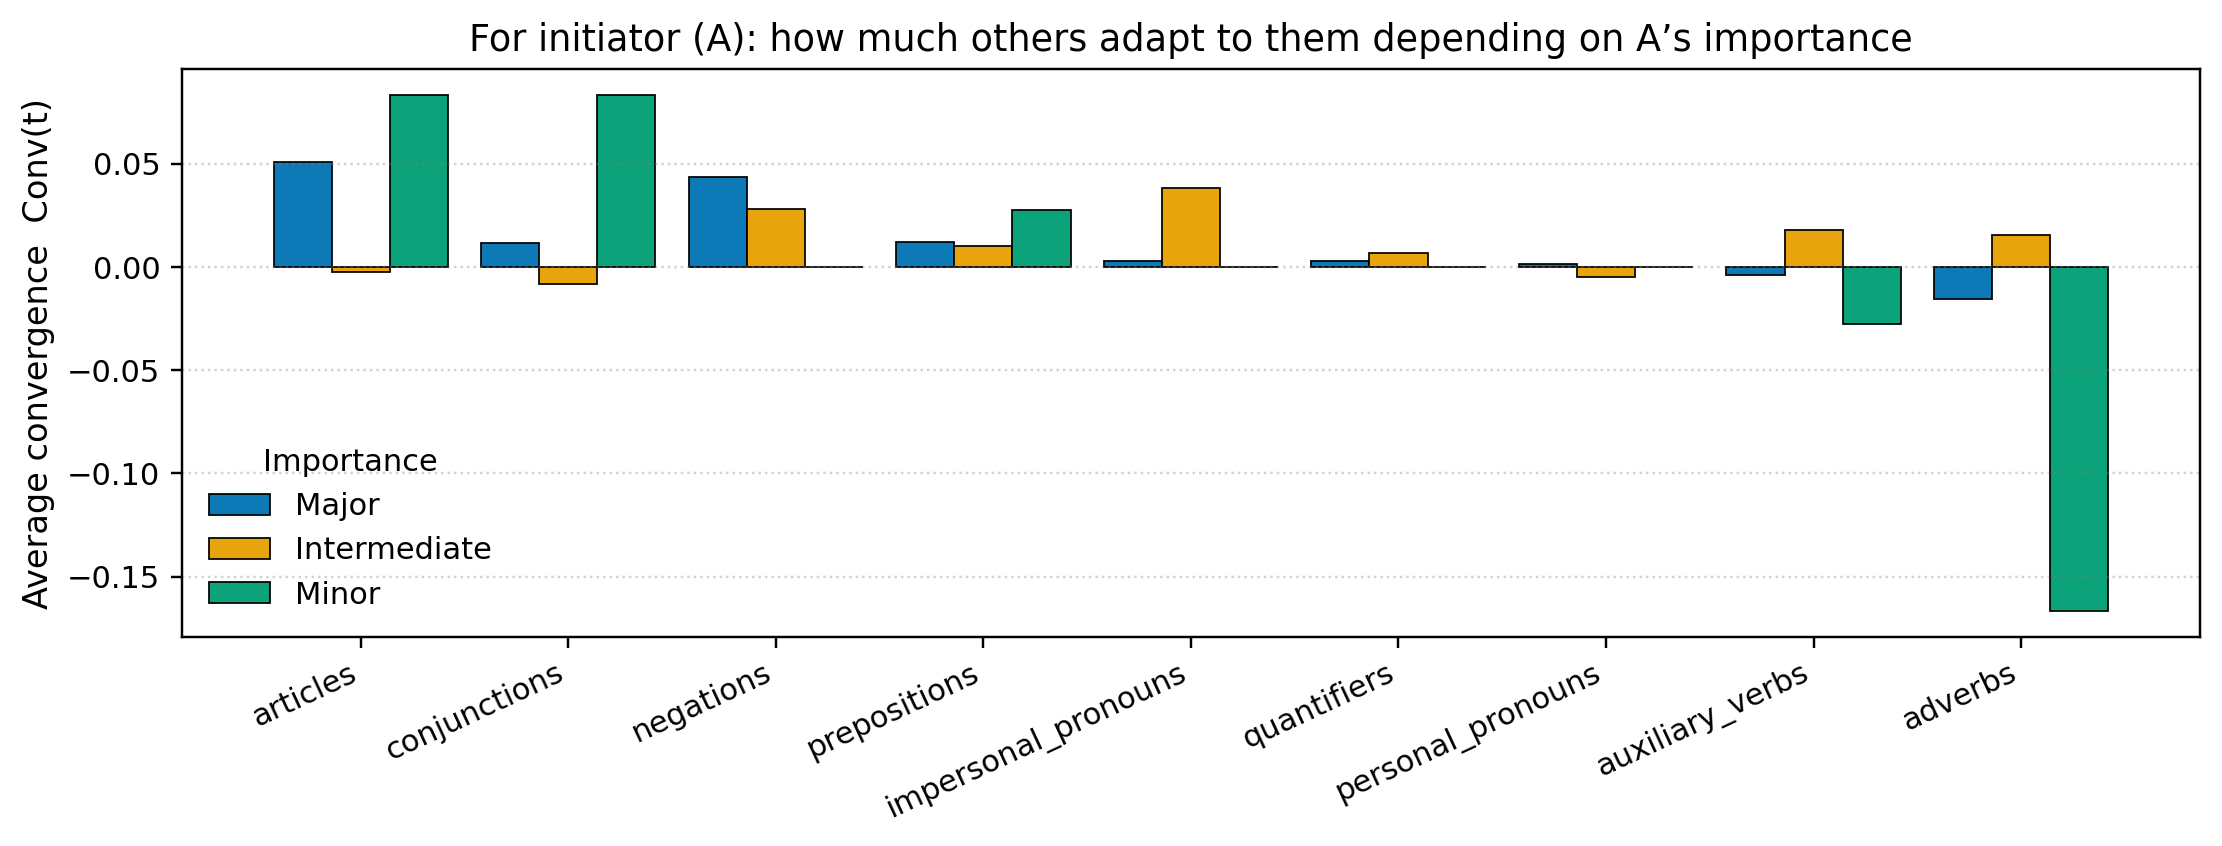 For initiator (A): how much others adapt to them depending on A’s importance
Average convergence Conv(t)
0.05
0.00
−0.05
−0.10
−0.15
Importance
Major
Intermediate
Minor
articles
conjunctions
negations
prepositions
impersonal_pronouns
quantifiers
personal_pronouns
auxiliary_verbs
adverbs